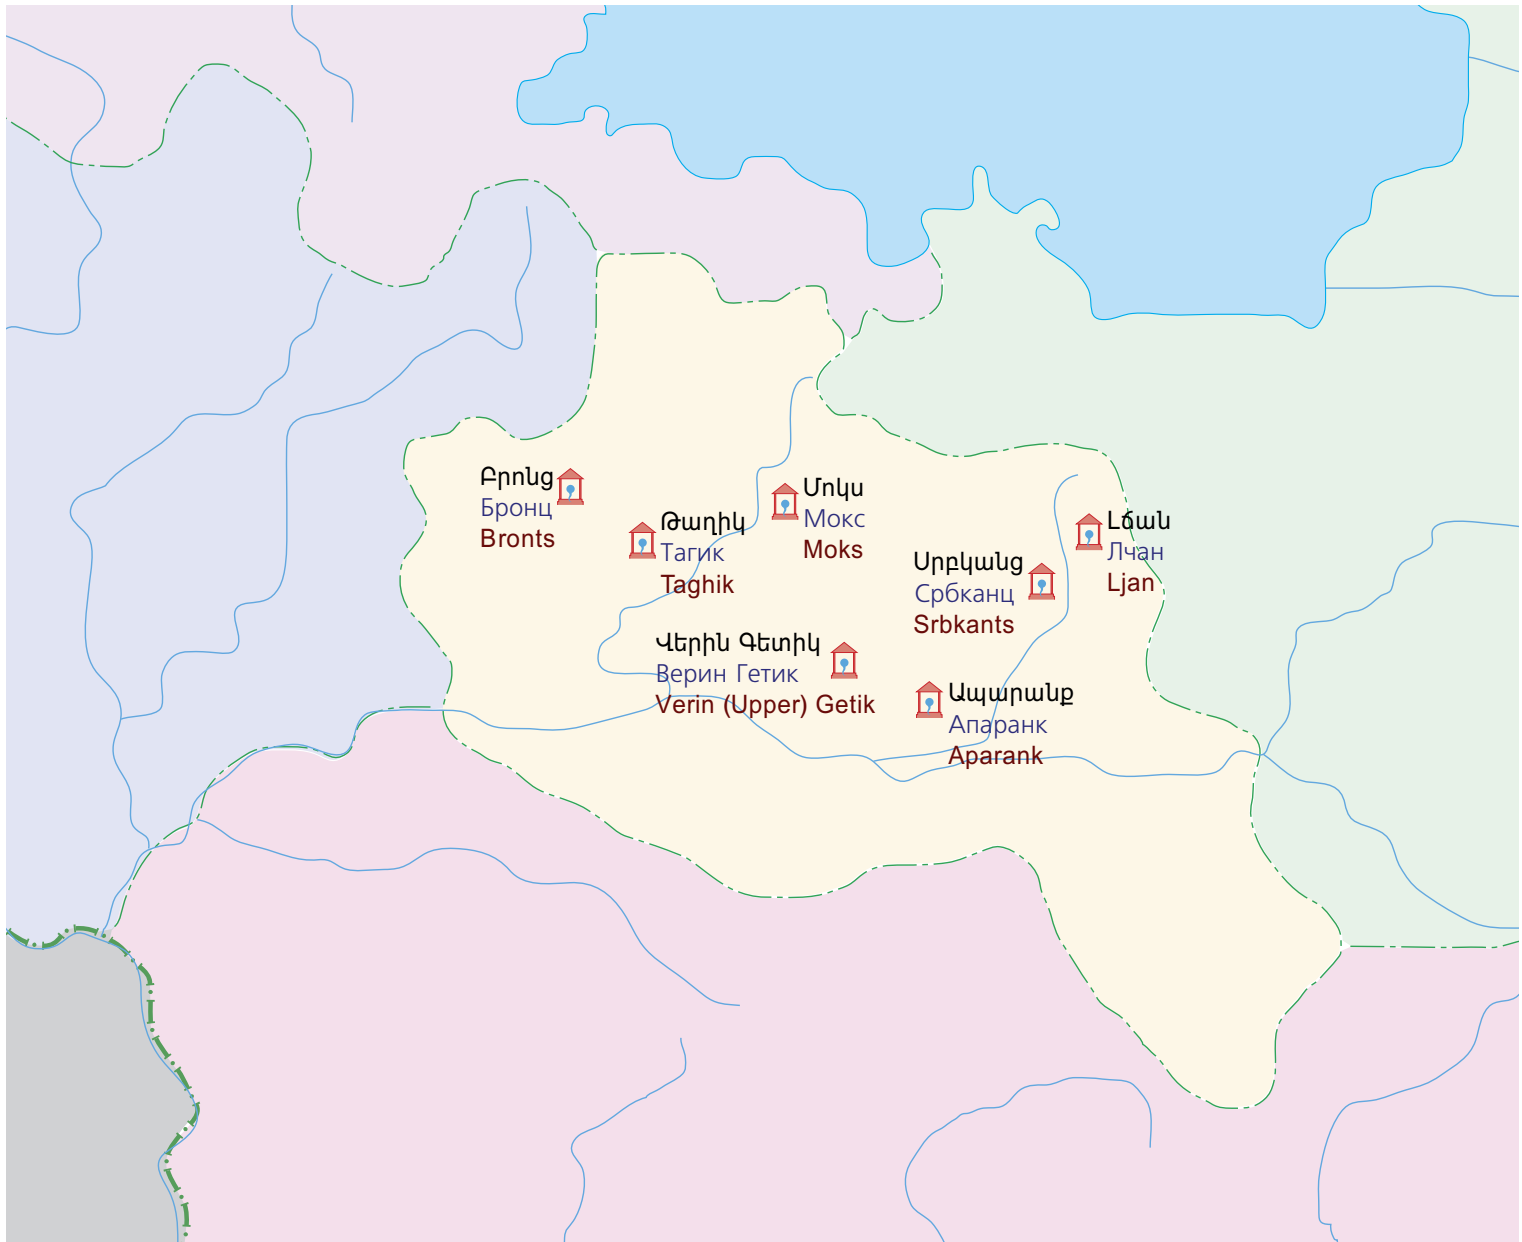 Բրոնց
Бронц
Bronts
Թաղիկ
Тагик
Taghik
Մոկս
Мокс
Moks
Լճան
Лчан
Ljan
Սրբկանց
Србканц
Srbkants
Վերին Գետիկ
Верин Гетик
Verin (Upper) Getik
Ապարանք
Апаранк
Aparank